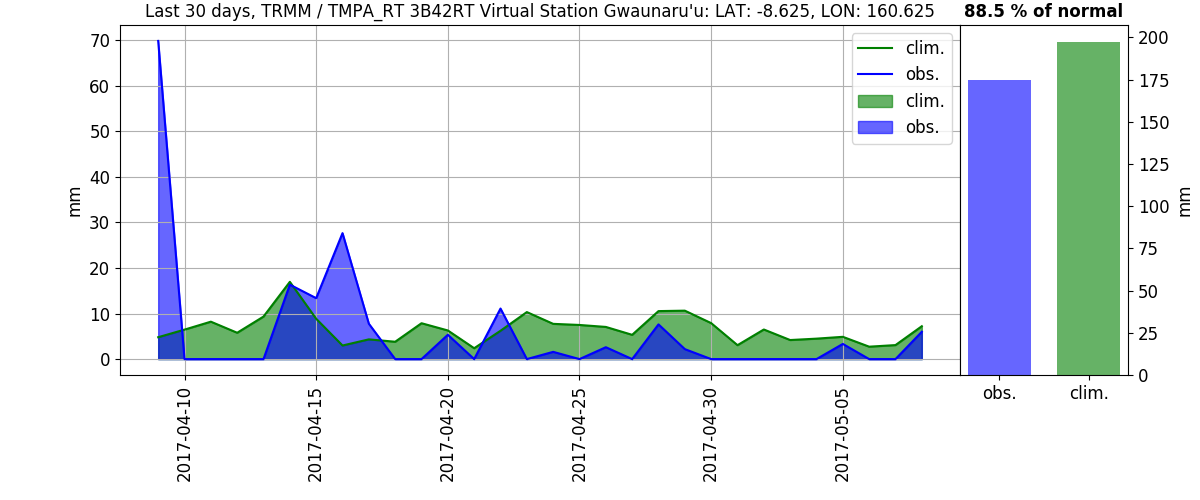 Last 30 days, TRMM / TMPA_RT 3B42RT Virtual Station Gwaunaru'u: LAT: -8.625, LON: 160.625
88.5 % of normal
70
60
50
40
30
20
10
0
mm
clim.
obs.
clim.
obs.
2017-04-10
2017-04-15
2017-04-20
2017-04-25
2017-04-30
2017-05-05
200
175
150
125
100
75
50
25
0
mm
obs.
clim.